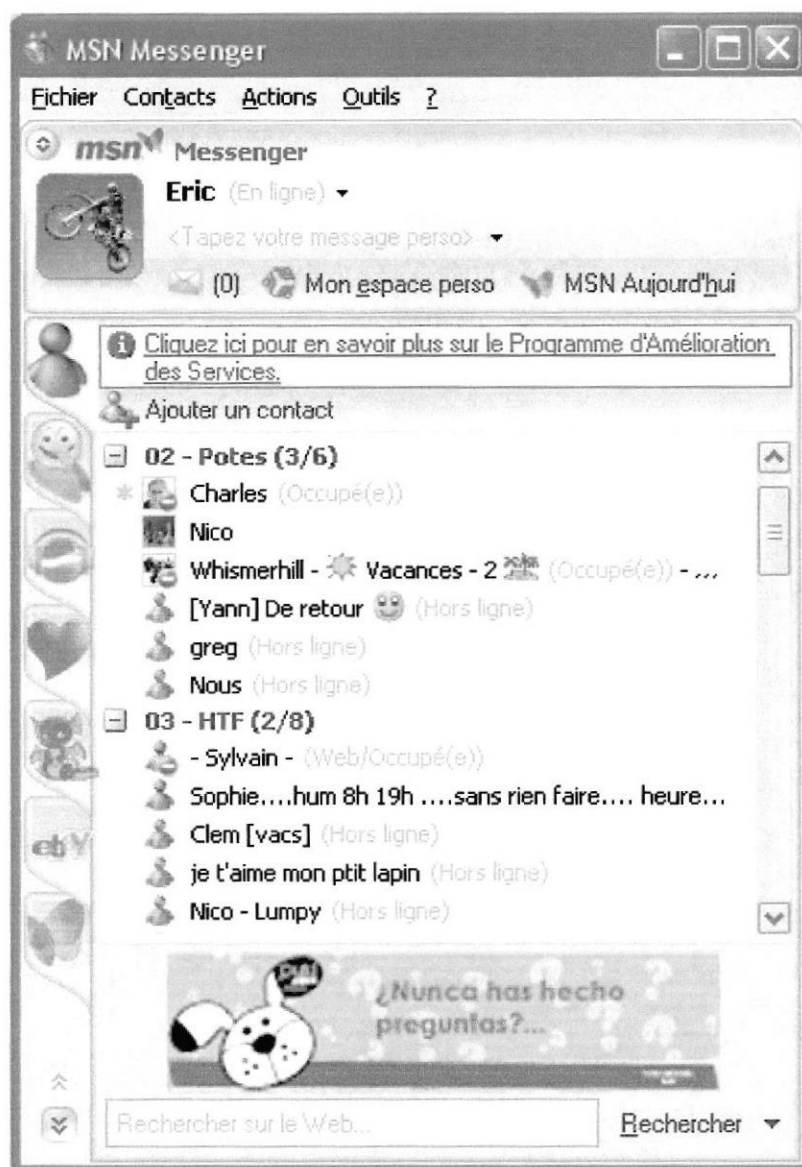 MSN Messenger
Fichier Contacts Actions Outils ?
msn Messenger
Eric (En ligne)
<Tapez votre message perso>
(0) Mon espace perso MSN Aujourd'hui
Cliquez ici pour en savoir plus sur le Programme d'Amélioration
des Services.
Ajouter un contact
02 - Potes (3/6)
Charles (Occupé(e))
Nico
Whismerhill - Vacances - 2 (Occupé(e)) - ...
[Yann] De retour (Hors ligne)
greg (Hors ligne)
Nous (Hors ligne)
03 - HTF (2/8)
- Sylvain - (Web/Occupé(e))
Sophie....hum 8h 19h ....sans rien faire.... heure...
Clem [vacs] (Hors ligne)
je t'aime mon ptit lapin (Hors ligne)
Nico - Lumpy (Hors ligne)
ebY
¿Nunca has hecho
preguntas?...
Rechercher sur le Web... Rechercher